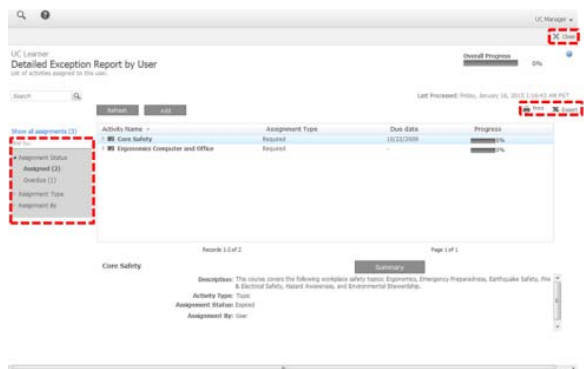 UC Manager
Close
UC Learner
Detailed Exception Report by User
List of activities assigned to this user.
Overall Progress
0%
Search
Last Processed: Friday, January 16, 2015 1:16:43 AM PST
Refresh Add
Print Export
Show all assignments (3)
Activity Name Assignment Type Due date Progress
Core Safety Required 10/22/2009 0%
Ergonomics Computer and Office Required - 0%
Assignment Status
Assigned (2)
Overdue (1)
Assignment Type
Assignment By
Records 1-2 of 2
Page 1 of 1
Core Safety
Summary
Description: This course covers the following workplace safety topics: Ergonomics, Emergency Preparedness, Earthquake Safety, Fire
& Electrical Safety, Hazard Awareness, and Environmental Stewardship.
Activity Type: Topic
Assignment Status: Expired
Assignment By: User